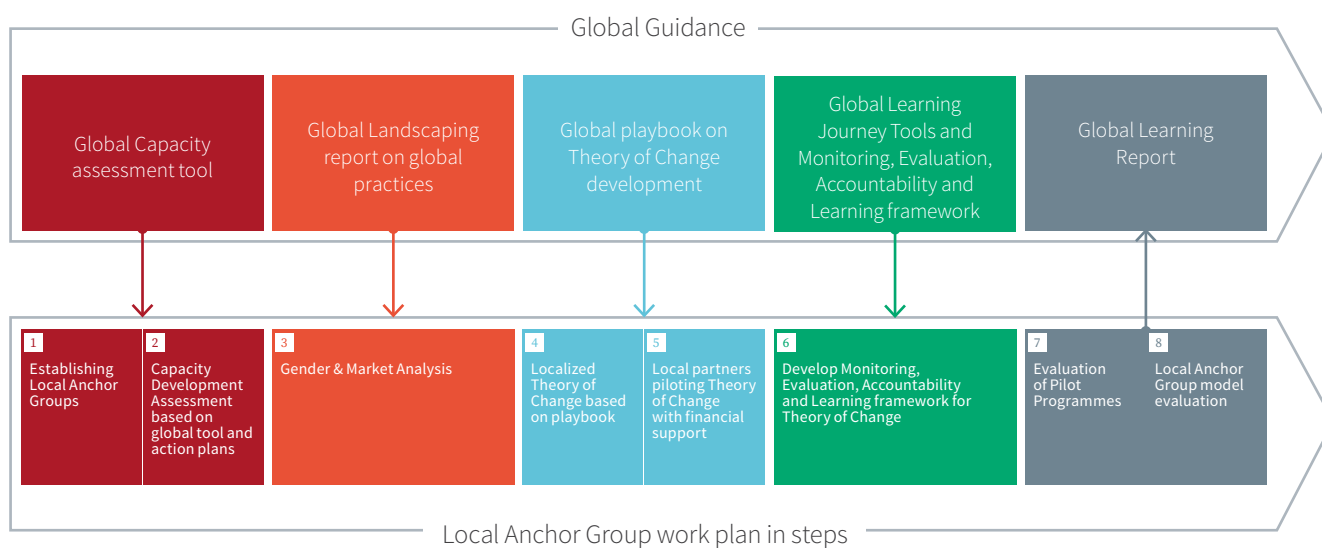 Global Guidance
Global Capacity
assessment tool
Global Landscaping
report on global
practices
Global playbook on
Theory of Change
development
Global Learning
Journey Tools and
Monitoring, Evaluation,
Accountability and
Learning framework
Global Learning
Report
1
Establishing
Local Anchor
Groups
2
Capacity
Development
Assessment
based on
global tool and
action plans
3
Gender & Market Analysis
4
Localized
Theory of
Change based
on playbook
5
Local partners
piloting Theory
of Change
with financial
support
6
Develop Monitoring,
Evaluation, Accountability
and Learning framework for
Theory of Change
7
Evaluation
of Pilot
Programmes
8
Local Anchor
Group model
evaluation
Local Anchor Group work plan in steps